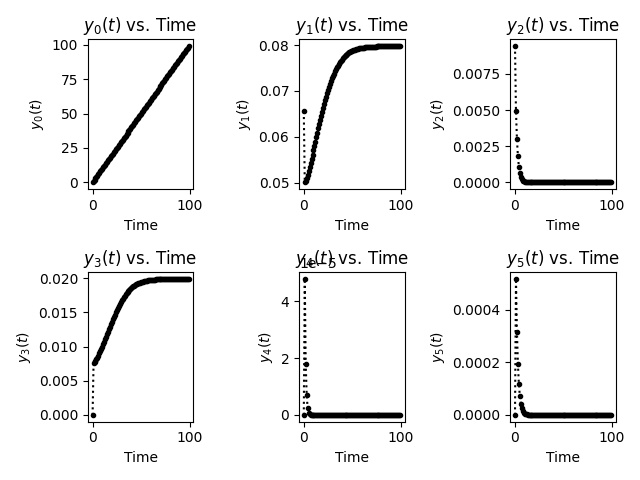 y₀(t) vs. Time
y₁(t) vs. Time
y₂(t) vs. Time
100
75
50
25
0
y₀(t)
0
100
Time
0.08
0.07
0.06
0.05
y₁(t)
0
100
Time
0.0075
0.0050
0.0025
0.0000
y₂(t)
0
100
Time
y₃(t) vs. Time
y₄(t) vs. Time
y₅(t) vs. Time
0.020
0.015
0.010
0.005
0.000
y₃(t)
0
100
Time
1e−5
4
2
0
y₄(t)
0
100
Time
0.0004
0.0002
0.0000
y₅(t)
0
100
Time